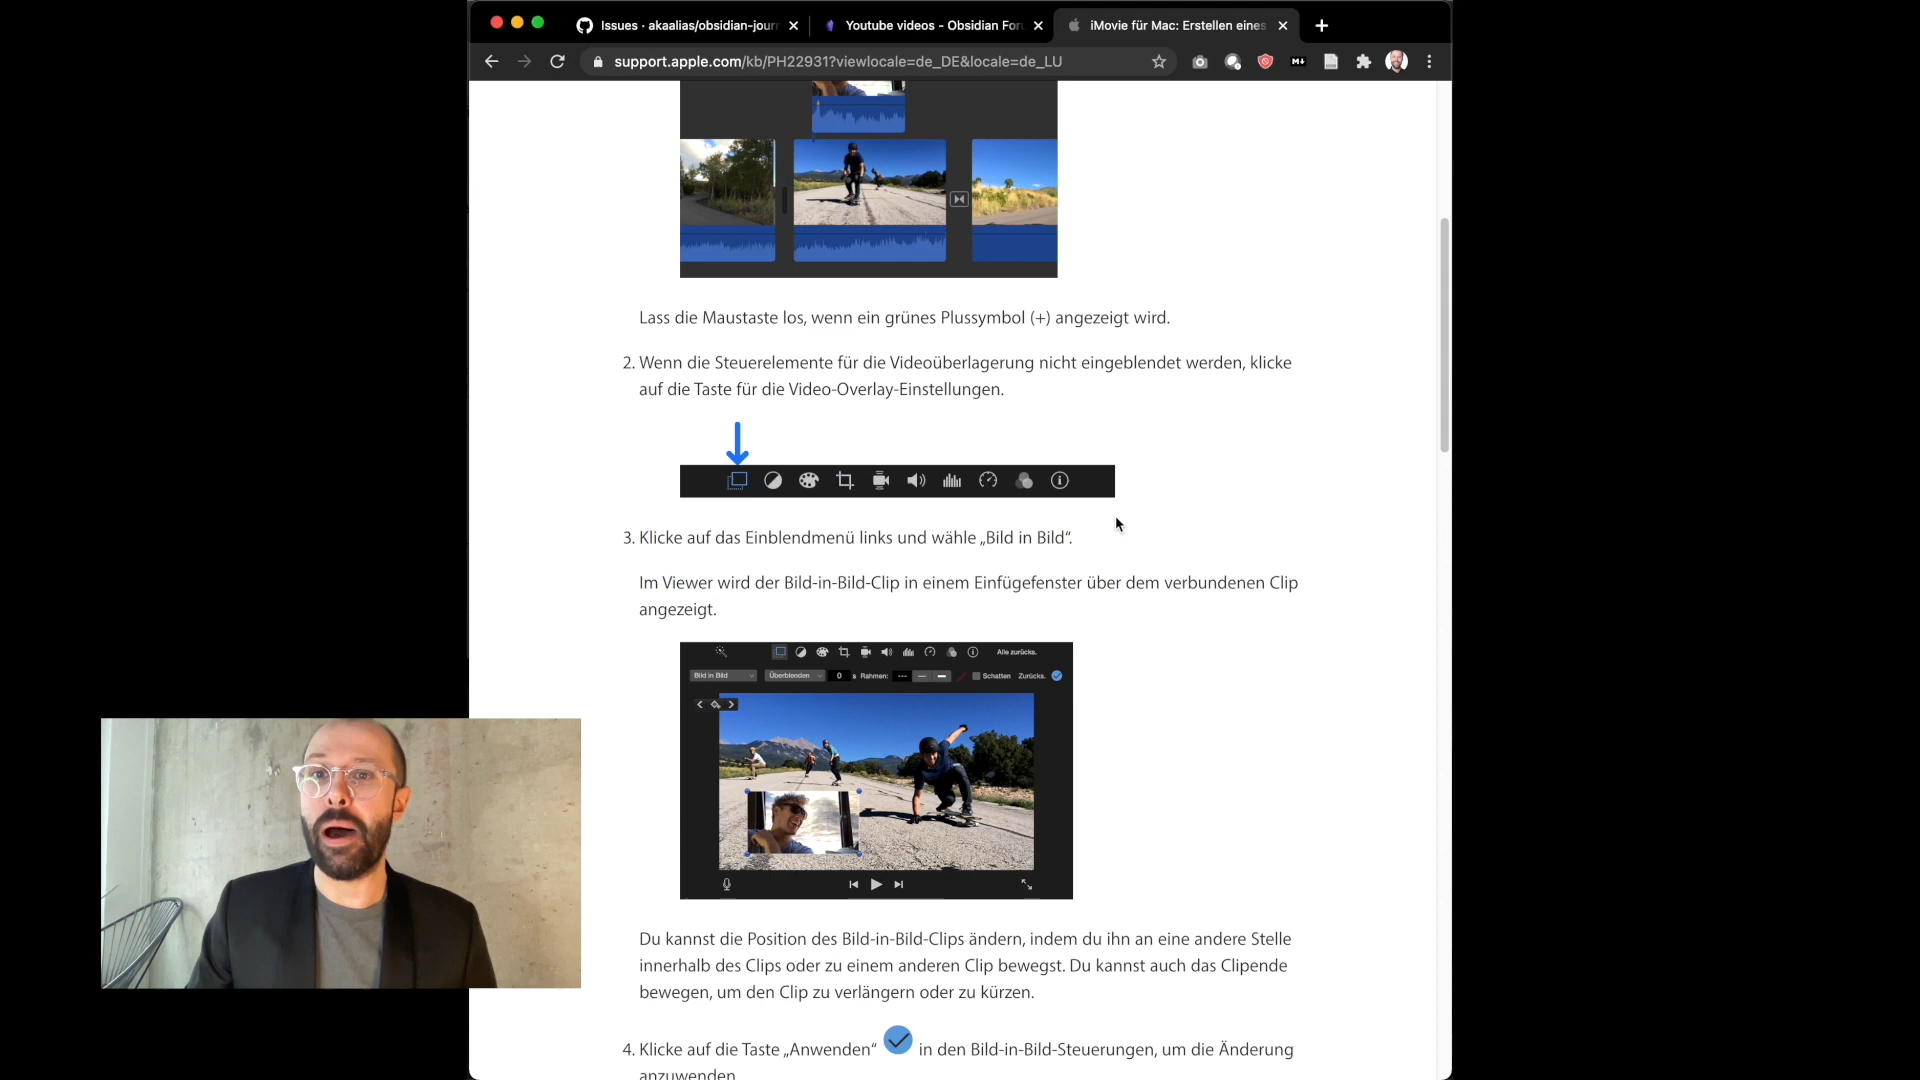 Issues · akaalias/obsidian-jour
Youtube videos - Obsidian For
iMovie für Mac: Erstellen eines
support.apple.com/kb/PH22931?viewlocale=de_DE&locale=de_LU
Lass die Maustaste los, wenn ein grünes Plussymbol (+) angezeigt wird.
2. Wenn die Steuerelemente für die Videoüberlagerung nicht eingeblendet werden, klicke
auf die Taste für die Video-Overlay-Einstellungen.
3. Klicke auf das Einblendmenü links und wähle „Bild in Bild“.
Im Viewer wird der Bild-in-Bild-Clip in einem Einfügefenster über dem verbundenen Clip
angezeigt.
Alle zurücks.
Bild in Bild Überblenden 0 s Rahmen: Schatten Zurücks.
Du kannst die Position des Bild-in-Bild-Clips ändern, indem du ihn an eine andere Stelle
innerhalb des Clips oder zu einem anderen Clip bewegst. Du kannst auch das Clipende
bewegen, um den Clip zu verlängern oder zu kürzen.
4. Klicke auf die Taste „Anwenden“ in den Bild-in-Bild-Steuerungen, um die Änderung
anzuwenden